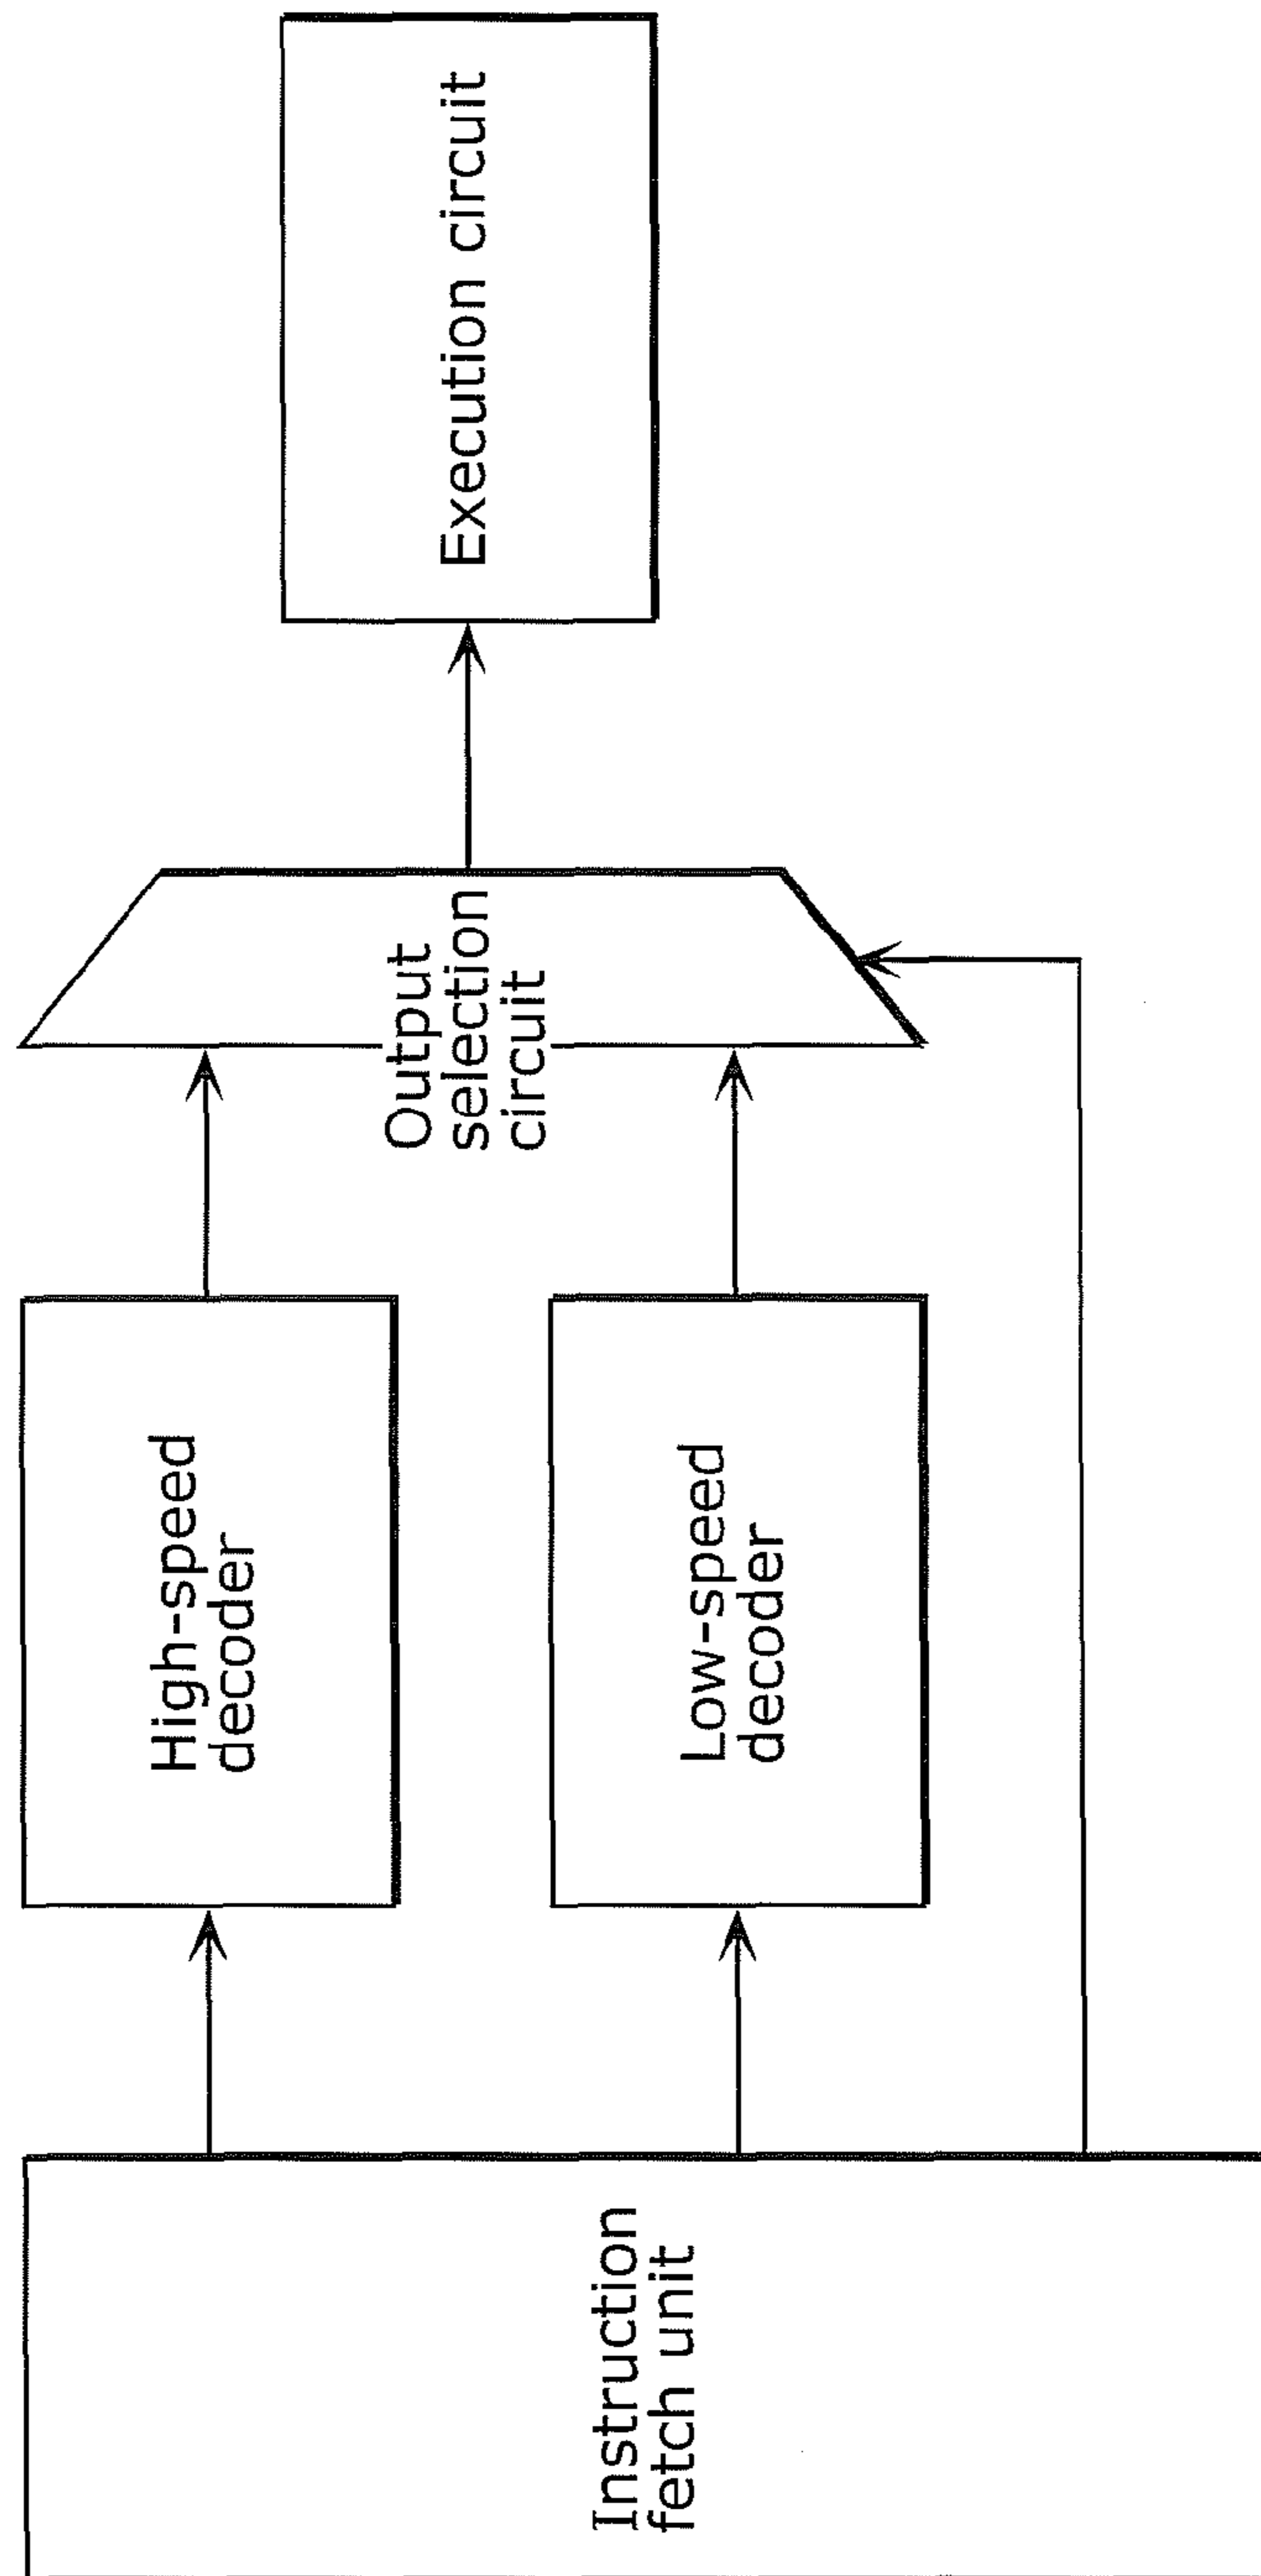 Instruction
fetch unit
High-speed
decoder
Low-speed
decoder
Output
selection
circuit
Execution circuit